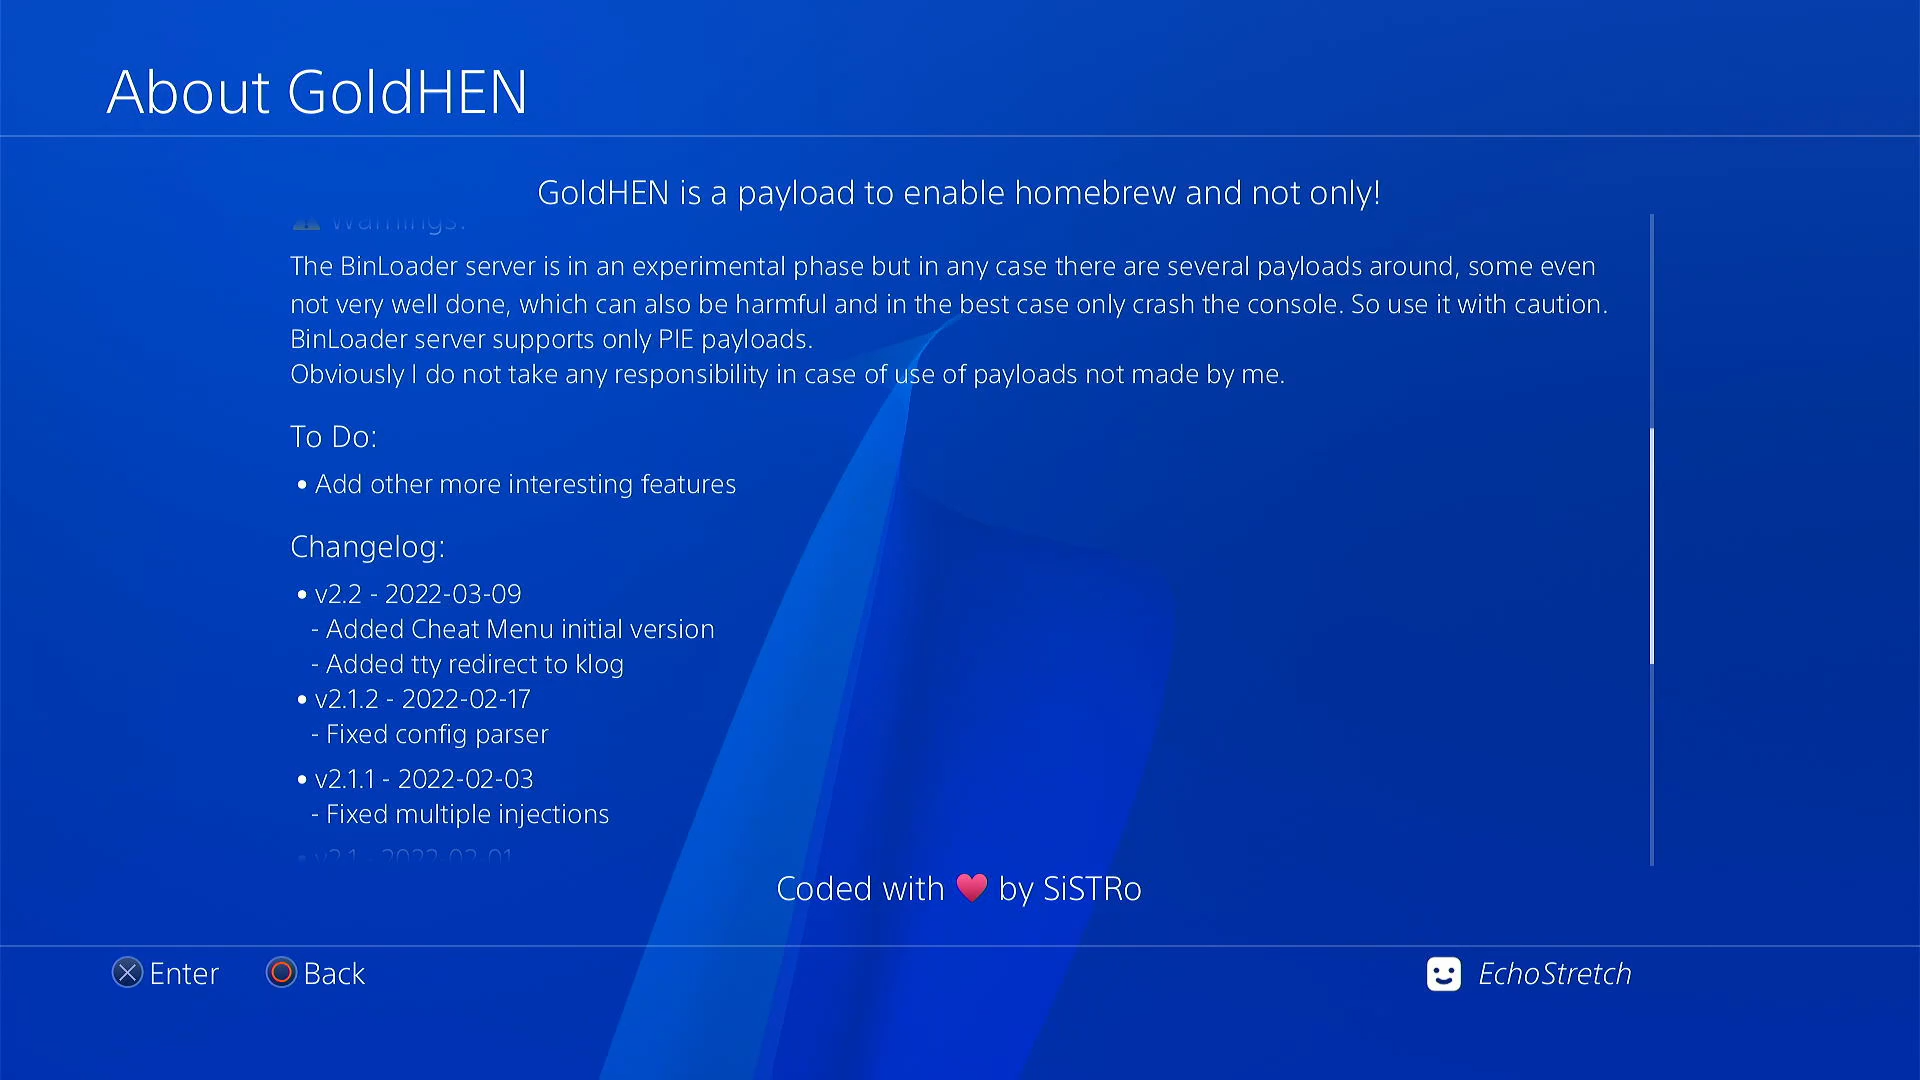 About GoldHEN
GoldHEN is a payload to enable homebrew and not only!
⚠ Warnings:
The BinLoader server is in an experimental phase but in any case there are several payloads around, some even
not very well done, which can also be harmful and in the best case only crash the console. So use it with caution.
BinLoader server supports only PIE payloads.
Obviously I do not take any responsibility in case of use of payloads not made by me.
To Do:
• Add other more interesting features
Changelog:
• v2.2 - 2022-03-09
- Added Cheat Menu initial version
- Added tty redirect to klog
• v2.1.2 - 2022-02-17
- Fixed config parser
• v2.1.1 - 2022-02-03
- Fixed multiple injections
• v2.1 - 2022-02-01
Coded with ❤ by SiSTRo
Enter
Back
EchoStretch